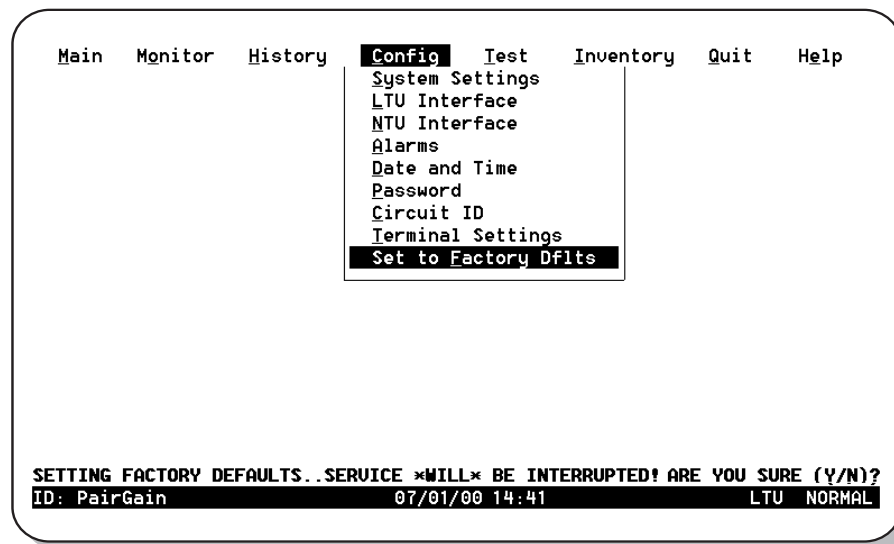 Main Monitor History Config Test Inventory Quit Help
System Settings
LTU Interface
NTU Interface
Alarms
Date and Time
Password
Circuit ID
Terminal Settings
Set to Factory Dflts
SETTING FACTORY DEFAULTS..SERVICE *WILL* BE INTERRUPTED! ARE YOU SURE (Y/N)?
ID: PairGain 07/01/00 14:41 LTU NORMAL